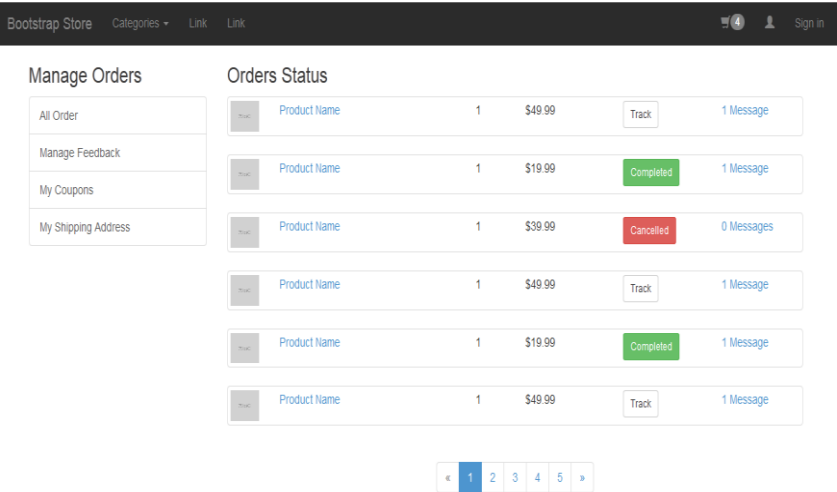 Bootstrap Store Categories Link Link 4 Sign in
Manage Orders
All Order
Manage Feedback
My Coupons
My Shipping Address
Orders Status
Product Name 1 $49.99 Track 1 Message
Product Name 1 $19.99 Completed 1 Message
Product Name 1 $39.99 Cancelled 0 Messages
Product Name 1 $49.99 Track 1 Message
Product Name 1 $19.99 Completed 1 Message
Product Name 1 $49.99 Track 1 Message
« 1 2 3 4 5 »